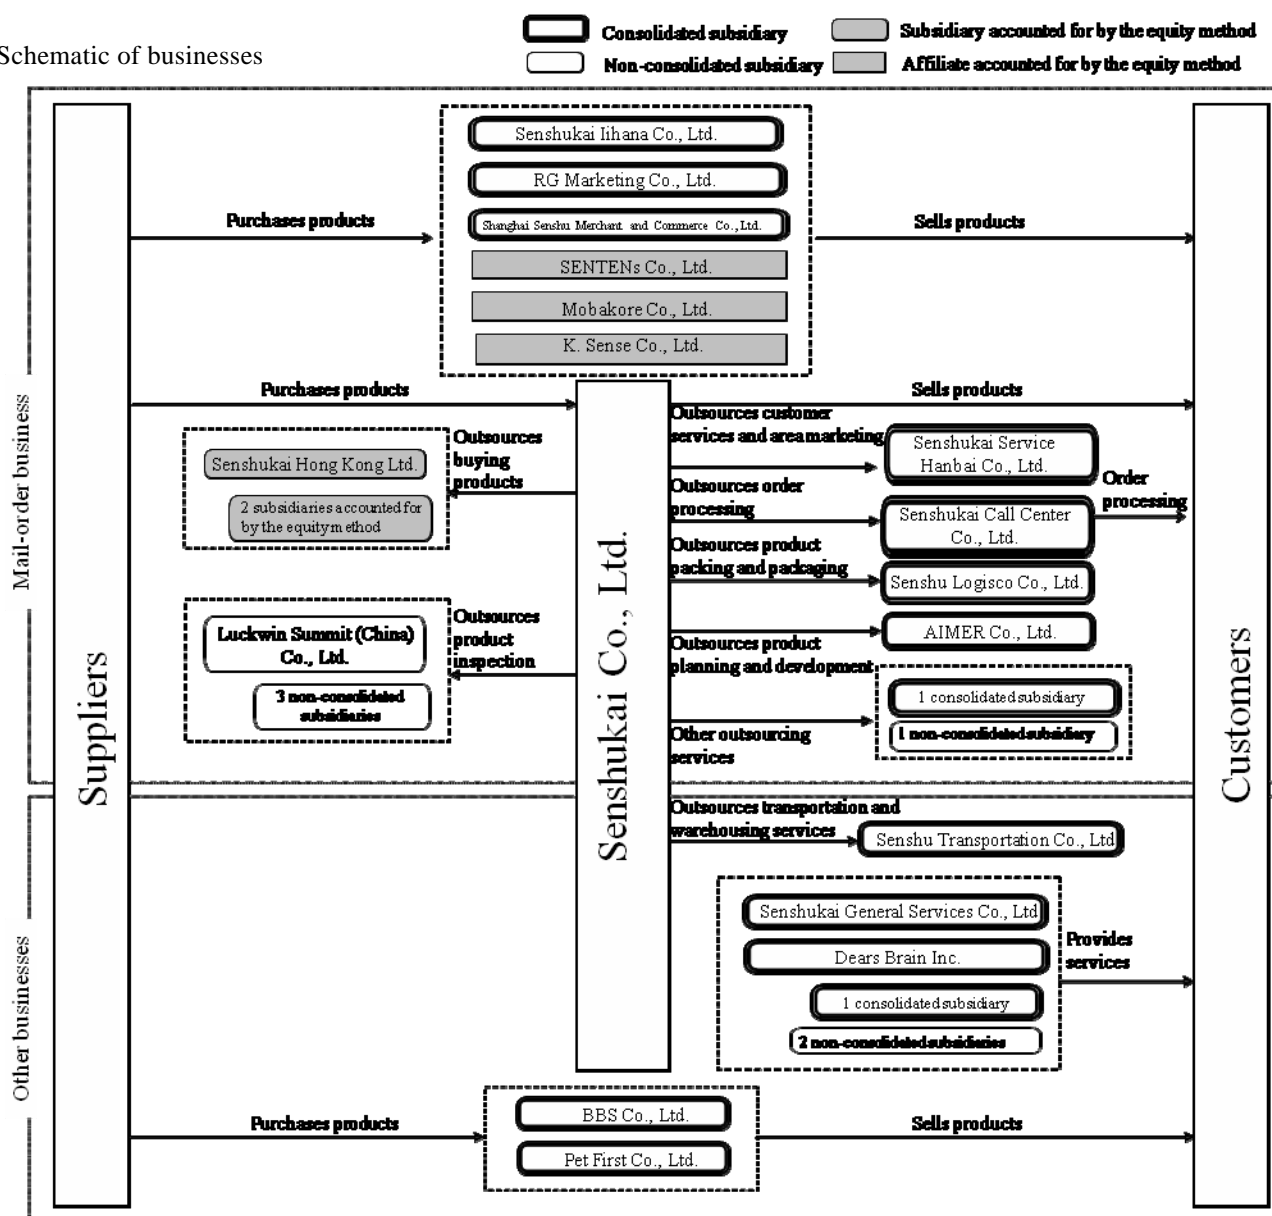 Schematic of businesses
Consolidated subsidiary
Subsidiary accounted for by the equity method
Non-consolidated subsidiary
Affiliate accounted for by the equity method
Mail-order business
Suppliers
Customers
Purchases products
Senshukai Iihana Co., Ltd.
RG Marketing Co., Ltd.
Shanghai Senshu Merchant and Commerce Co., Ltd.
SENTENs Co., Ltd.
Mobakore Co., Ltd.
K. Sense Co., Ltd.
Sells products
Purchases products
Senshukai Co., Ltd.
Sells products
Outsources
buying
products
Senshukai Hong Kong Ltd.
2 subsidiaries accounted for
by the equity method
Outsources
product
inspection
Luckwin Summit (China)
Co., Ltd.
3 non-consolidated
subsidiaries
Outsources customer
services and area marketing
Senshukai Service
Hanbai Co., Ltd.
Outsources order
processing
Senshukai Call Center
Co., Ltd.
Order
processing
Outsources product
packing and packaging
Senshu Logisco Co., Ltd.
AIMER Co., Ltd.
Outsources product
planning and development
1 consolidated subsidiary
1 non-consolidated subsidiary
Other outsourcing
services
Other businesses
Outsources transportation and
warehousing services
Senshu Transportation Co., Ltd
Senshukai General Services Co., Ltd
Dears Brain Inc.
1 consolidated subsidiary
2 non-consolidated subsidiaries
Provides
services
Purchases products
BBS Co., Ltd.
Pet First Co., Ltd.
Sells products